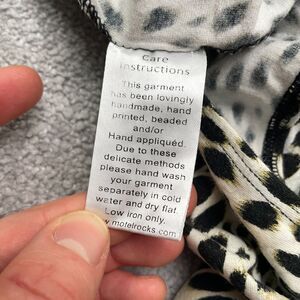 Care
Instructions
This garment
has been lovingly
handmade, hand
printed, beaded
and/or
Hand appliquéd.
Due to these
delicate methods
please hand wash
your garment
separately in cold
water and dry flat.
Low iron only.
w.motelrocks.com